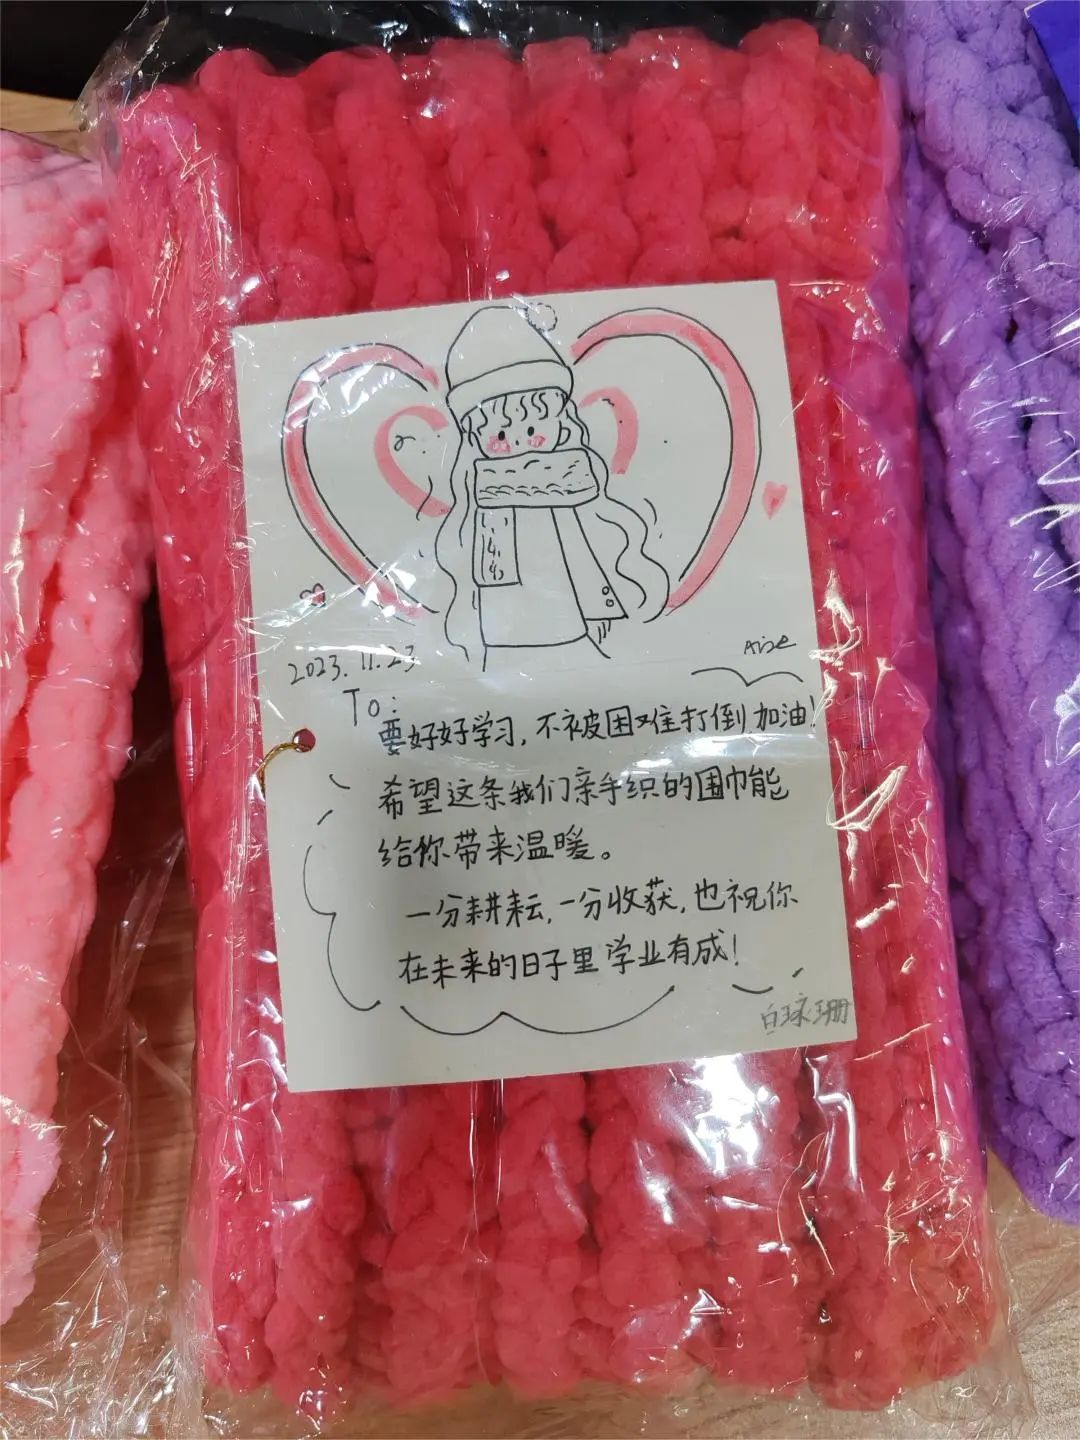 2023.11.23
To:
要好好学习,不被困难打倒,加油!
希望这条我们亲手织的围巾能
给你带来温暖。
一分耕耘,一分收获,也祝你
在未来的日子里学业有成!